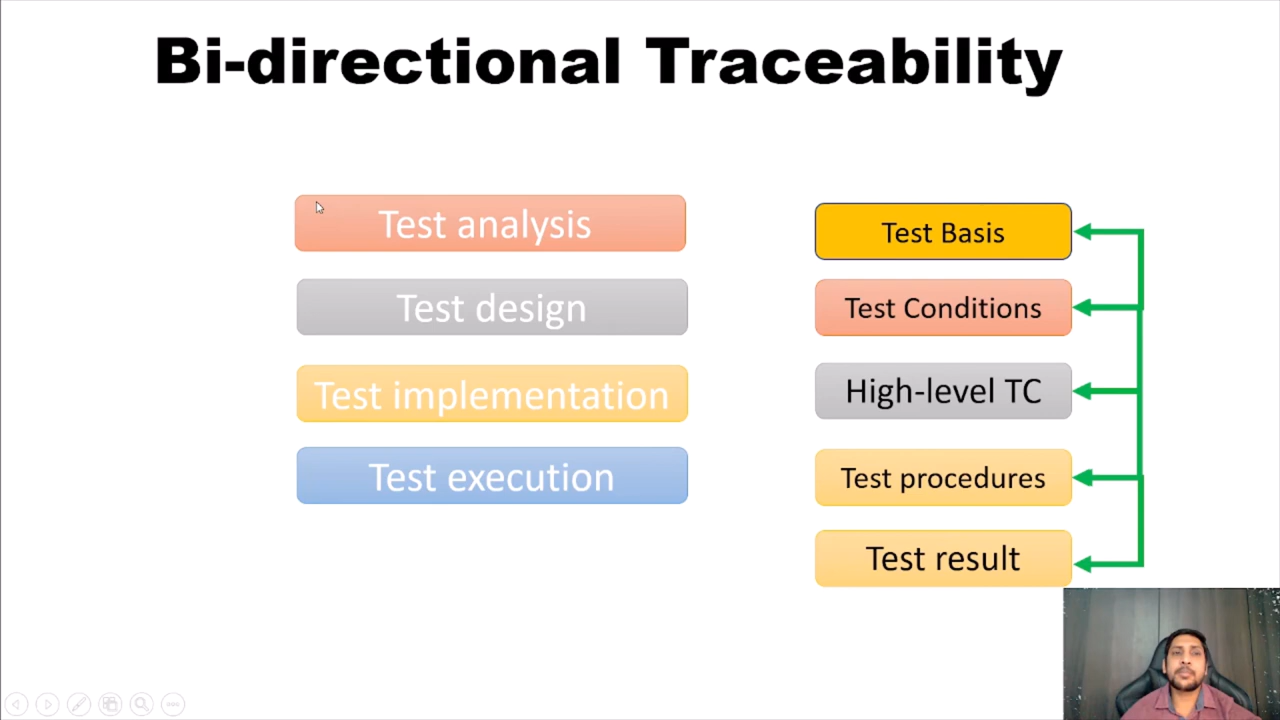 Bi-directional Traceability
Test analysis
Test design
Test implementation
Test execution
Test Basis
Test Conditions
High-level TC
Test procedures
Test result